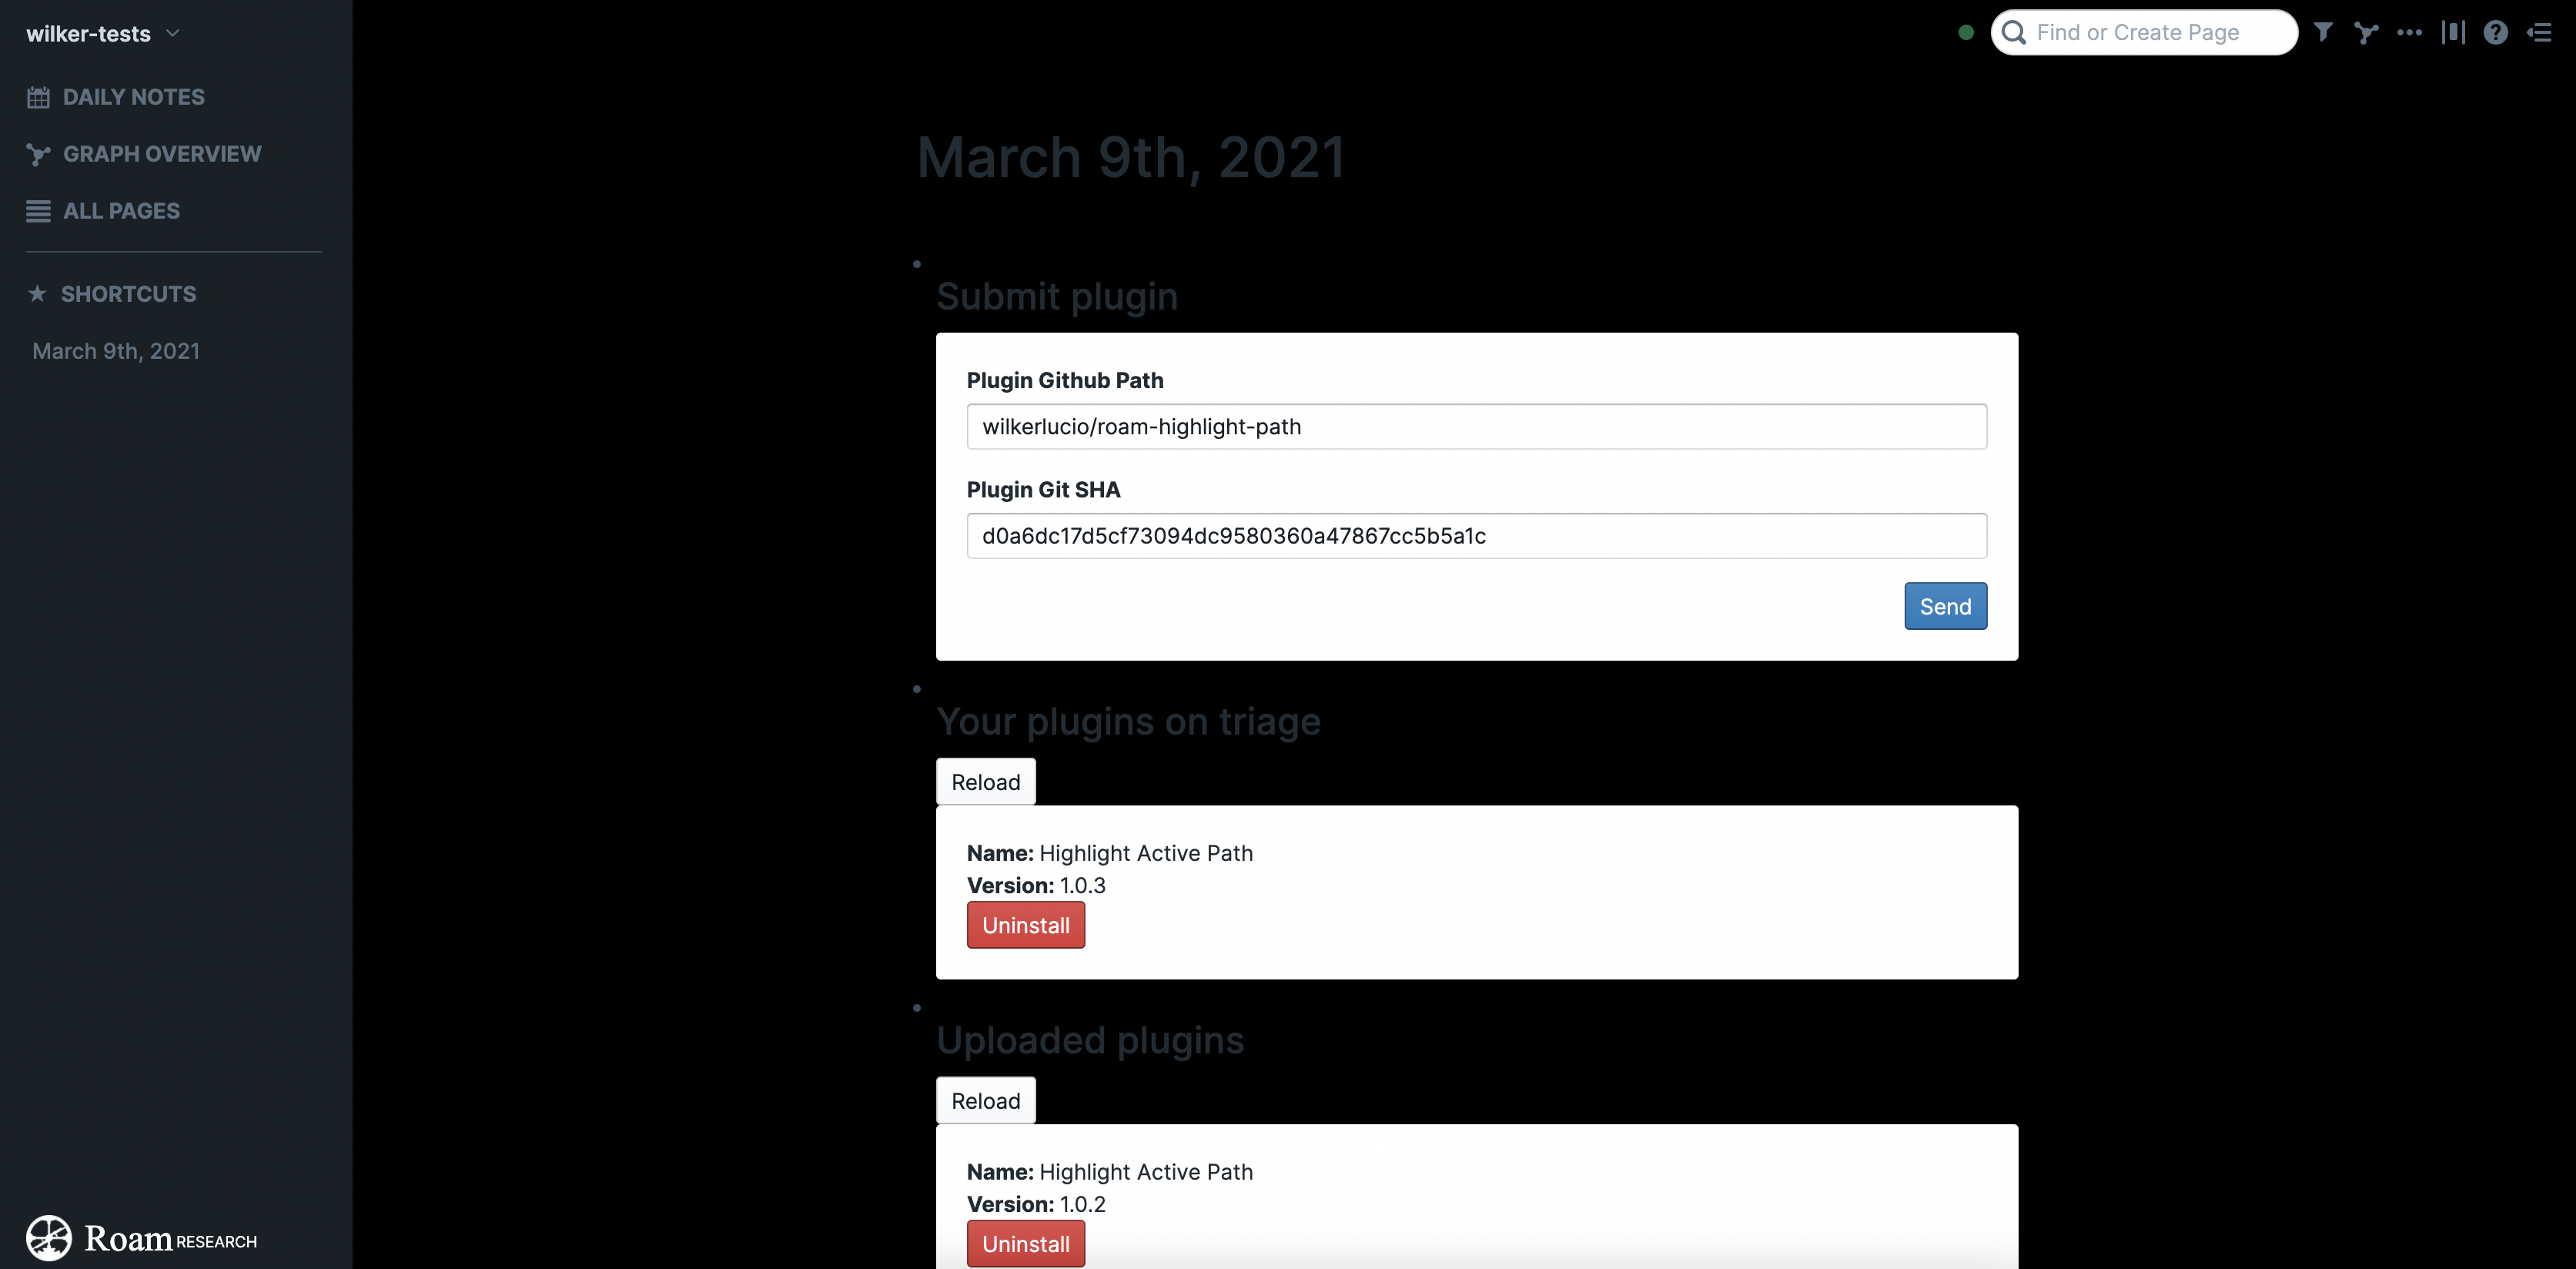 wilker-tests
DAILY NOTES
GRAPH OVERVIEW
ALL PAGES
SHORTCUTS
March 9th, 2021
Roam RESEARCH
Find or Create Page
March 9th, 2021
Submit plugin
Plugin Github Path
wilkerlucio/roam-highlight-path
Plugin Git SHA
d0a6dc17d5cf73094dc9580360a47867cc5b5a1c
Send
Your plugins on triage
Reload
Name: Highlight Active Path
Version: 1.0.3
Uninstall
Uploaded plugins
Reload
Name: Highlight Active Path
Version: 1.0.2
Uninstall